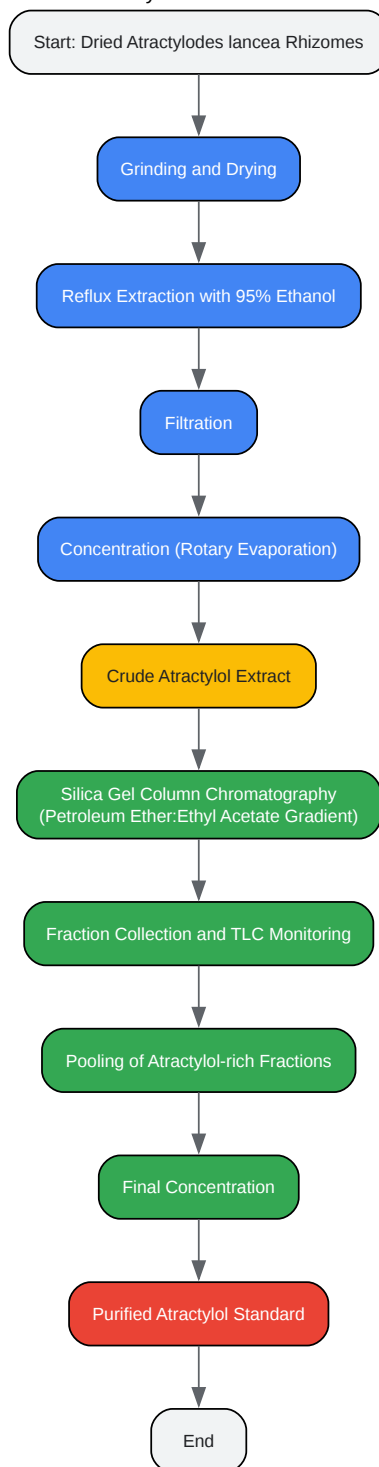 Start: Dried Atractylodes lancea Rhizomes
Grinding and Drying
Reflux Extraction with 95% Ethanol
Filtration
Concentration (Rotary Evaporation)
Crude Atractylol Extract
Silica Gel Column Chromatography
(Petroleum Ether:Ethyl Acetate Gradient)
Fraction Collection and TLC Monitoring
Pooling of Atractylol-rich Fractions
Final Concentration
Purified Atractylol Standard
End